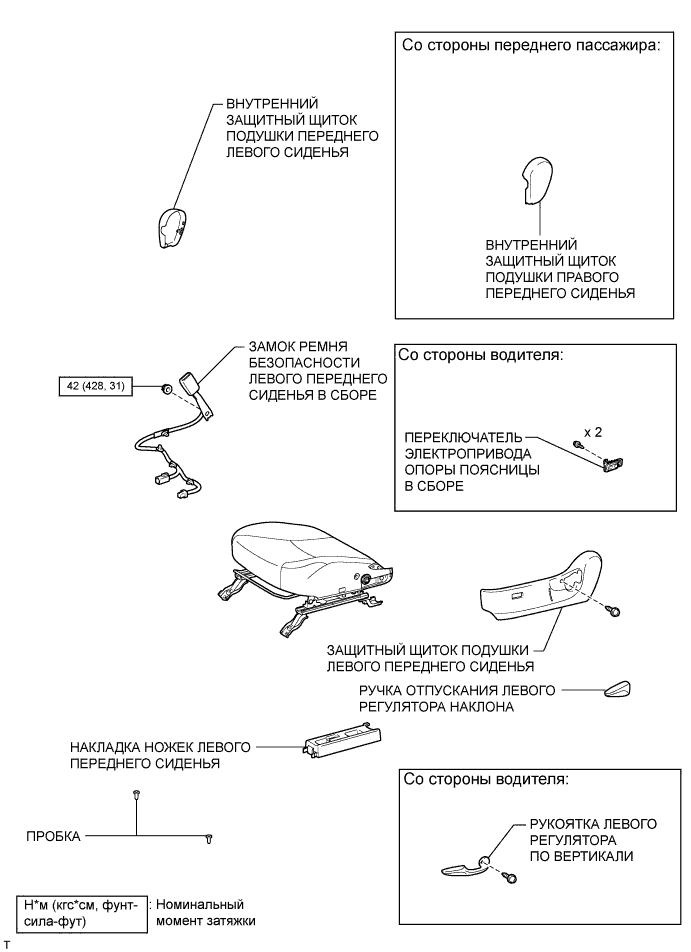 Со стороны переднего пассажира:
ВНУТРЕННИЙ
ЗАЩИТНЫЙ ЩИТОК
ПОДУШКИ ПЕРЕДНЕГО
ЛЕВОГО СИДЕНЬЯ
ВНУТРЕННИЙ
ЗАЩИТНЫЙ ЩИТОК
ПОДУШКИ ПРАВОГО
ПЕРЕДНЕГО СИДЕНЬЯ
ЗАМОК РЕМНЯ
БЕЗОПАСНОСТИ
ЛЕВОГО ПЕРЕДНЕГО
СИДЕНЬЯ В СБОРЕ
42 (428, 31)
Со стороны водителя:
x 2
ПЕРЕКЛЮЧАТЕЛЬ
ЭЛЕКТРОПРИВОДА
ОПОРЫ ПОЯСНИЦЫ
В СБОРЕ
ЗАЩИТНЫЙ ЩИТОК ПОДУШКИ
ЛЕВОГО ПЕРЕДНЕГО СИДЕНЬЯ
РУЧКА ОТПУСКАНИЯ ЛЕВОГО
РЕГУЛЯТОРА НАКЛОНА
НАКЛАДКА НОЖЕК ЛЕВОГО
ПЕРЕДНЕГО СИДЕНЬЯ
Со стороны водителя:
РУКОЯТКА ЛЕВОГО
РЕГУЛЯТОРА
ПО ВЕРТИКАЛИ
ПРОБКА
Н*м (кгс*см, фунт-
сила-фут)
: Номинальный
момент затяжки
T